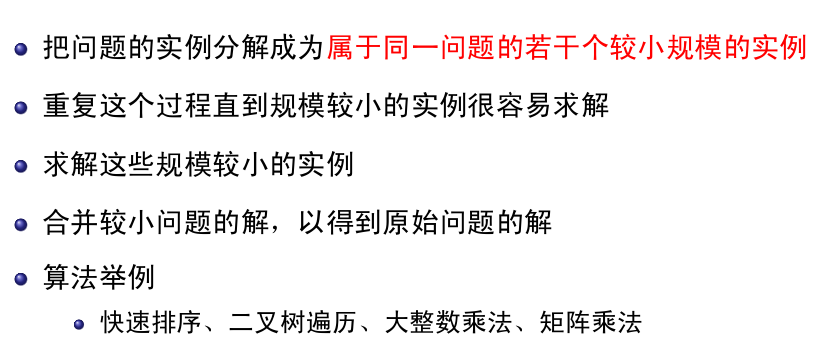 把问题的实例分解成为属于同一问题的若干个较小规模的实例
重复这个过程直到规模较小的实例很容易求解
求解这些规模较小的实例
合并较小问题的解，以得到原始问题的解
算法举例
快速排序、二叉树遍历、大整数乘法、矩阵乘法